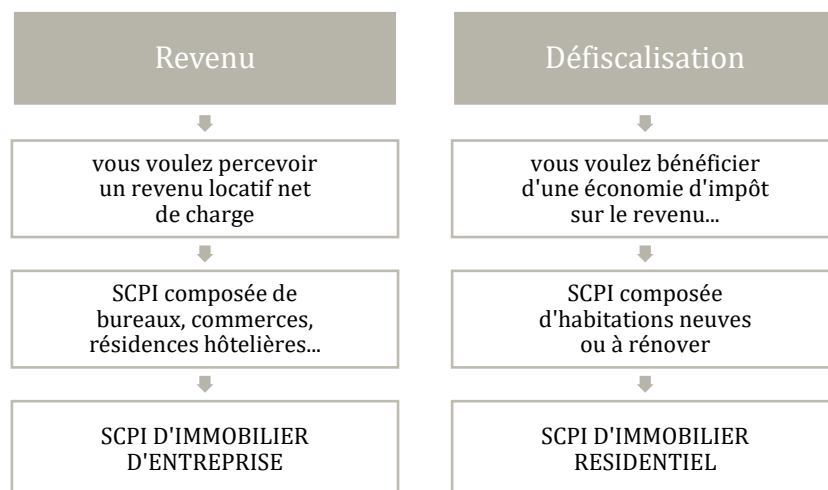 Revenu
vous voulez percevoir
un revenu locatif net
de charge
SCPI composée de
bureaux, commerces,
résidences hôtelières...
SCPI D'IMMOBILIER
D'ENTREPRISE
Défiscalisation
vous voulez bénéficier
d'une économie d'impôt
sur le revenu...
SCPI composée
d'habitations neuves
ou à rénover
SCPI D'IMMOBILIER
RESIDENTIEL